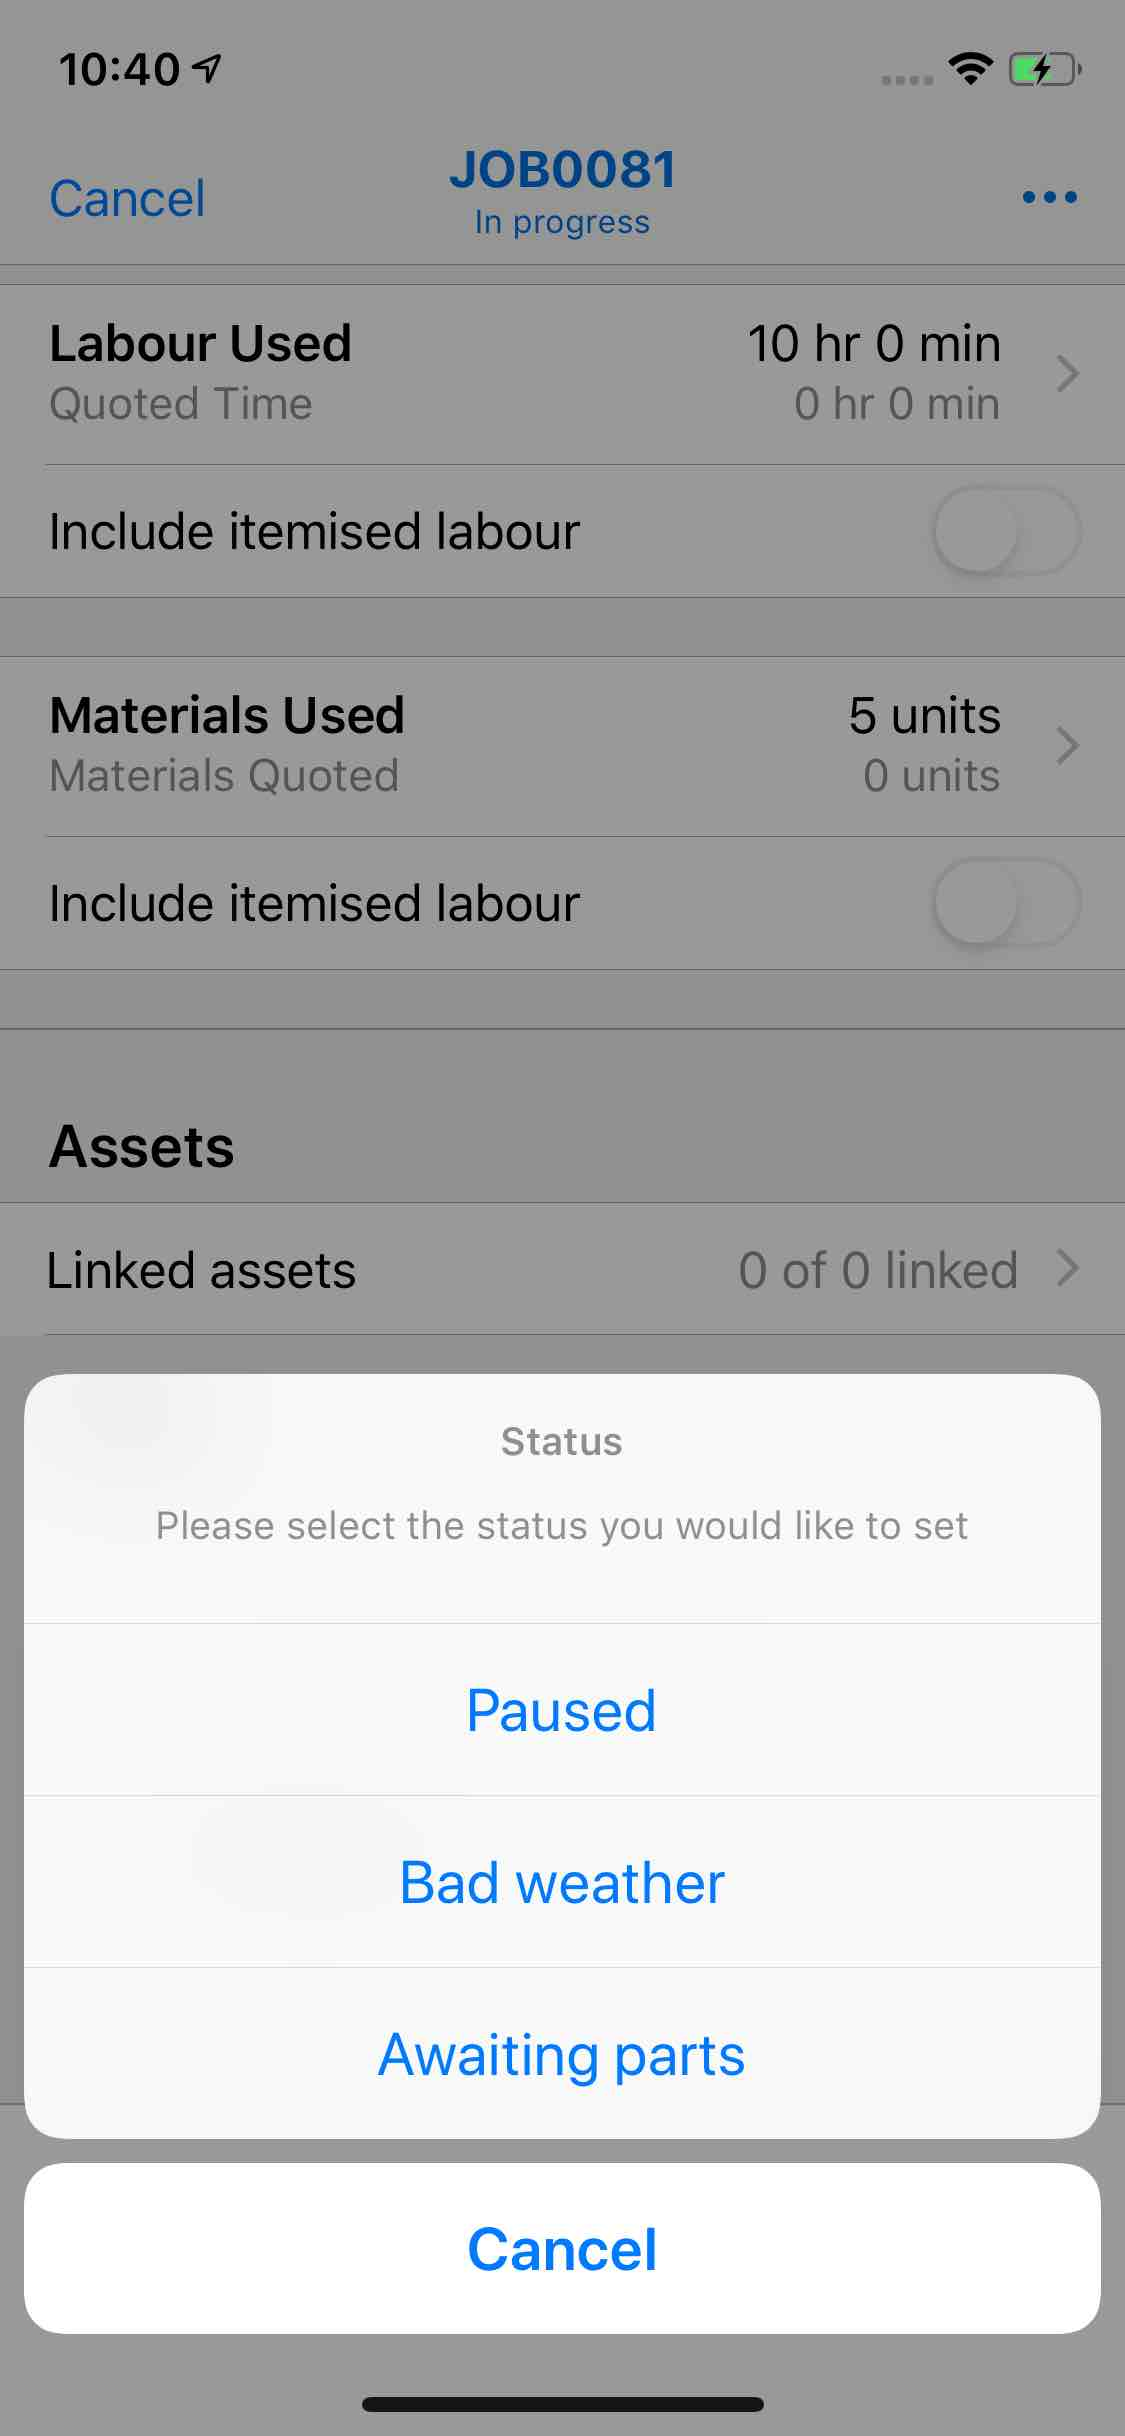 10:40
JOB0081
Cancel
In progress
Labour Used 10 hr 0 min
Quoted Time 0 hr 0 min
Include itemised labour
Materials Used 5 units
Materials Quoted 0 units
Include itemised labour
Assets
Linked assets 0 of 0 linked
Status
Please select the status you would like to set
Paused
Bad weather
Awaiting parts
Cancel